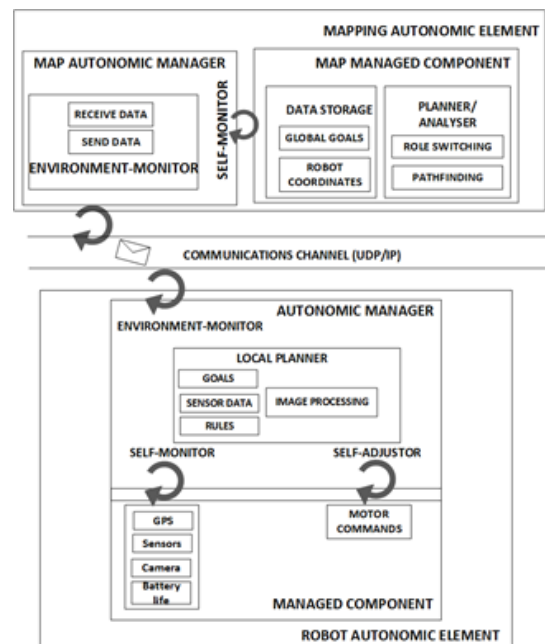 MAPPING AUTONOMIC ELEMENT
MAP AUTONOMIC MANAGER
RECEIVE DATA
SEND DATA
ENVIRONMENT-MONITOR
SELF-MONITOR
MAP MANAGED COMPONENT
DATA STORAGE
GLOBAL GOALS
ROBOT
COORDINATES
PLANNER/
ANALYSER
ROLE SWITCHING
PATHFINDING
COMMUNICATIONS CHANNEL (UDP/IP)
AUTONOMIC MANAGER
ENVIRONMENT-MONITOR
LOCAL PLANNER
GOALS
SENSOR DATA
RULES
IMAGE PROCESSING
SELF-MONITOR
SELF-ADJUSTOR
GPS
Sensors
Camera
Battery
life
MOTOR
COMMANDS
MANAGED COMPONENT
ROBOT AUTONOMIC ELEMENT